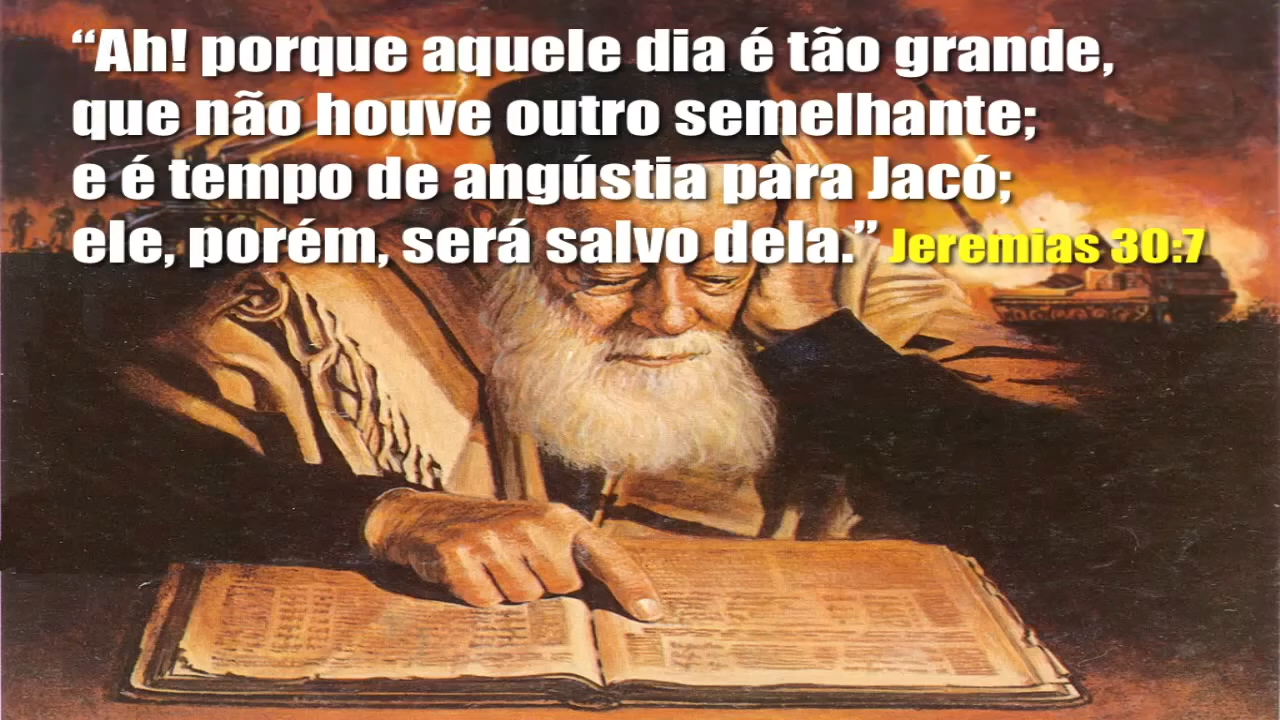 “Ah! porque aquele dia é tão grande,
que não houve outro semelhante;
e é tempo de angústia para Jacó;
ele, porém, será salvo dela.” Jeremias 30:7